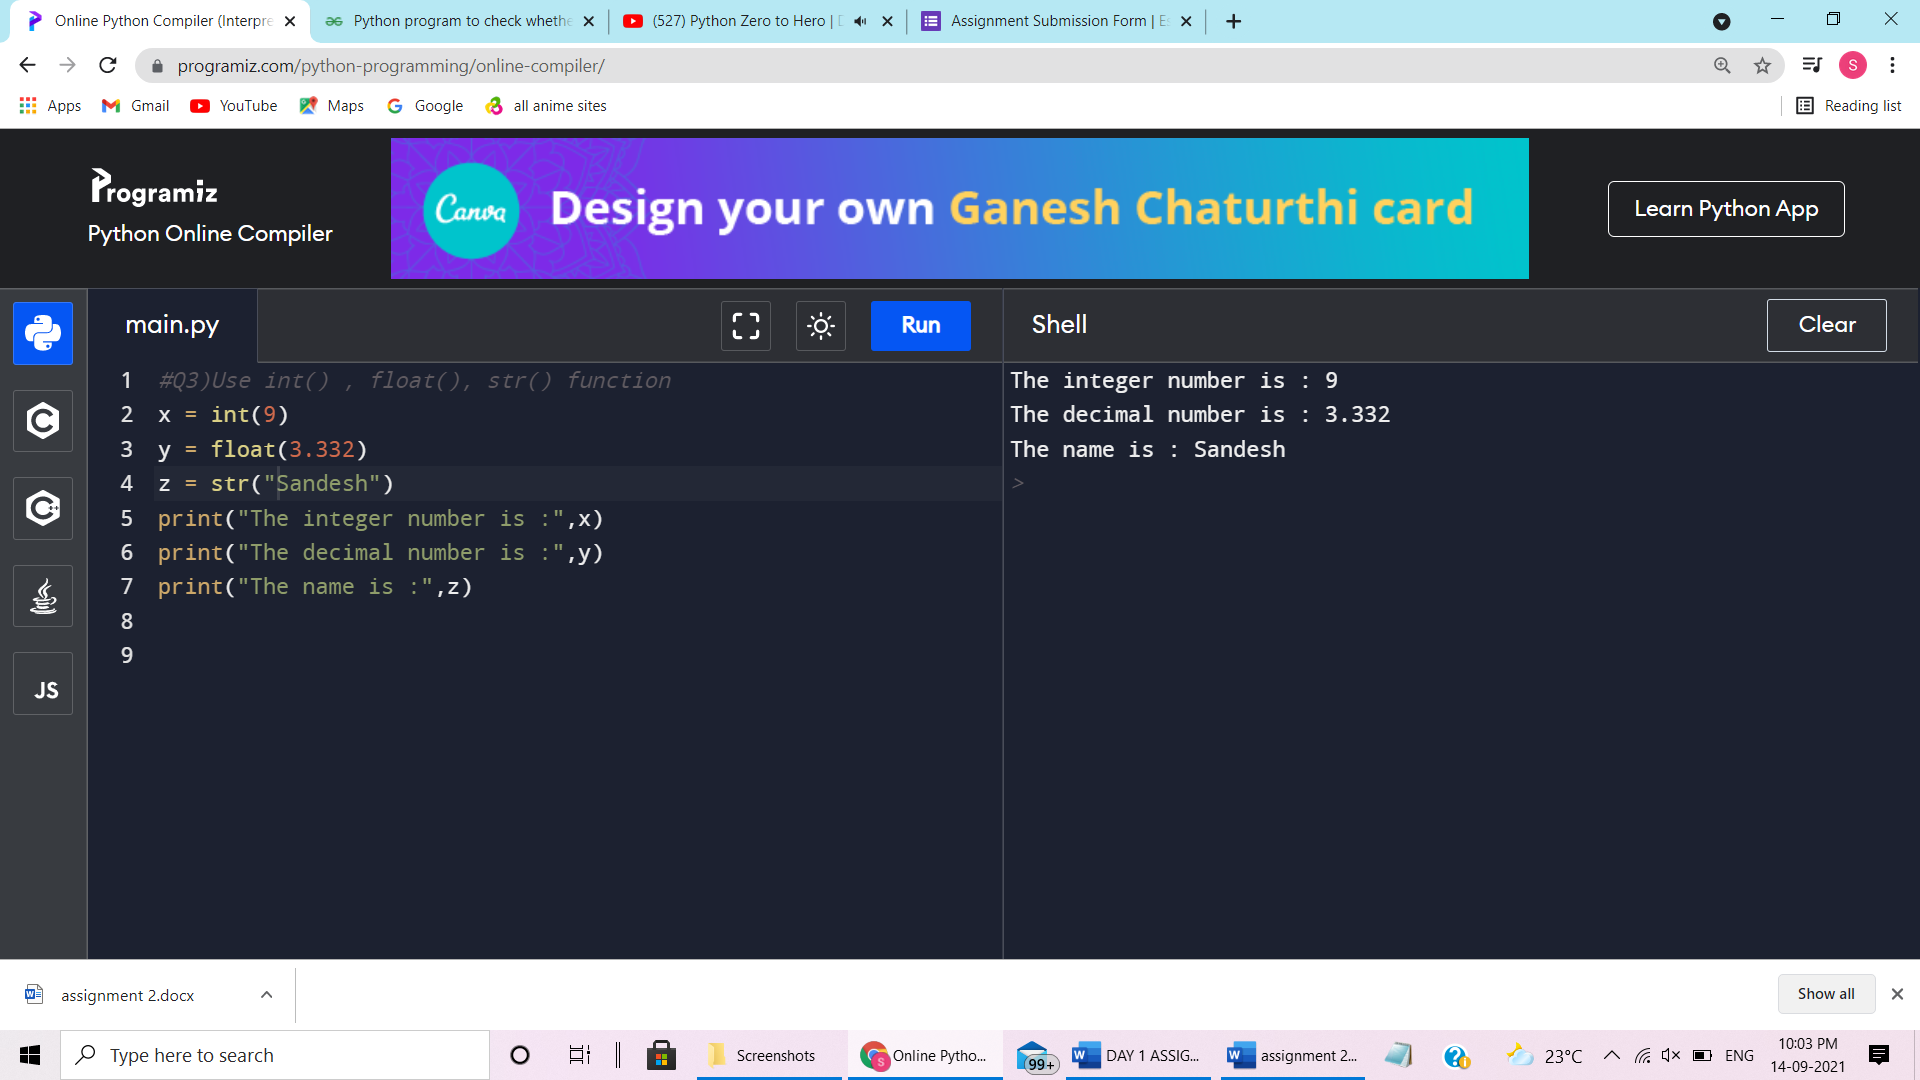 Online Python Compiler (Interpre
Python program to check whethe
(527) Python Zero to Hero | D
Assignment Submission Form | Es
programiz.com/python-programming/online-compiler/
S
Apps
Gmail
YouTube
Maps
Google
all anime sites
Reading list
Programiz
Python Online Compiler
Canva
Design your own Ganesh Chaturthi card
Learn Python App
main.py
Run
Shell
Clear
1 #Q3)Use int() , float(), str() function
2 x = int(9)
3 y = float(3.332)
4 z = str("Sandesh")
5 print("The integer number is :",x)
6 print("The decimal number is :",y)
7 print("The name is :",z)
8
9
The integer number is : 9
The decimal number is : 3.332
The name is : Sandesh
>
JS
assignment 2.docx
Show all
Type here to search
Screenshots
S
Online Pytho...
99+
DAY 1 ASSIG...
assignment 2...
23°C
ENG
10:03 PM
14-09-2021